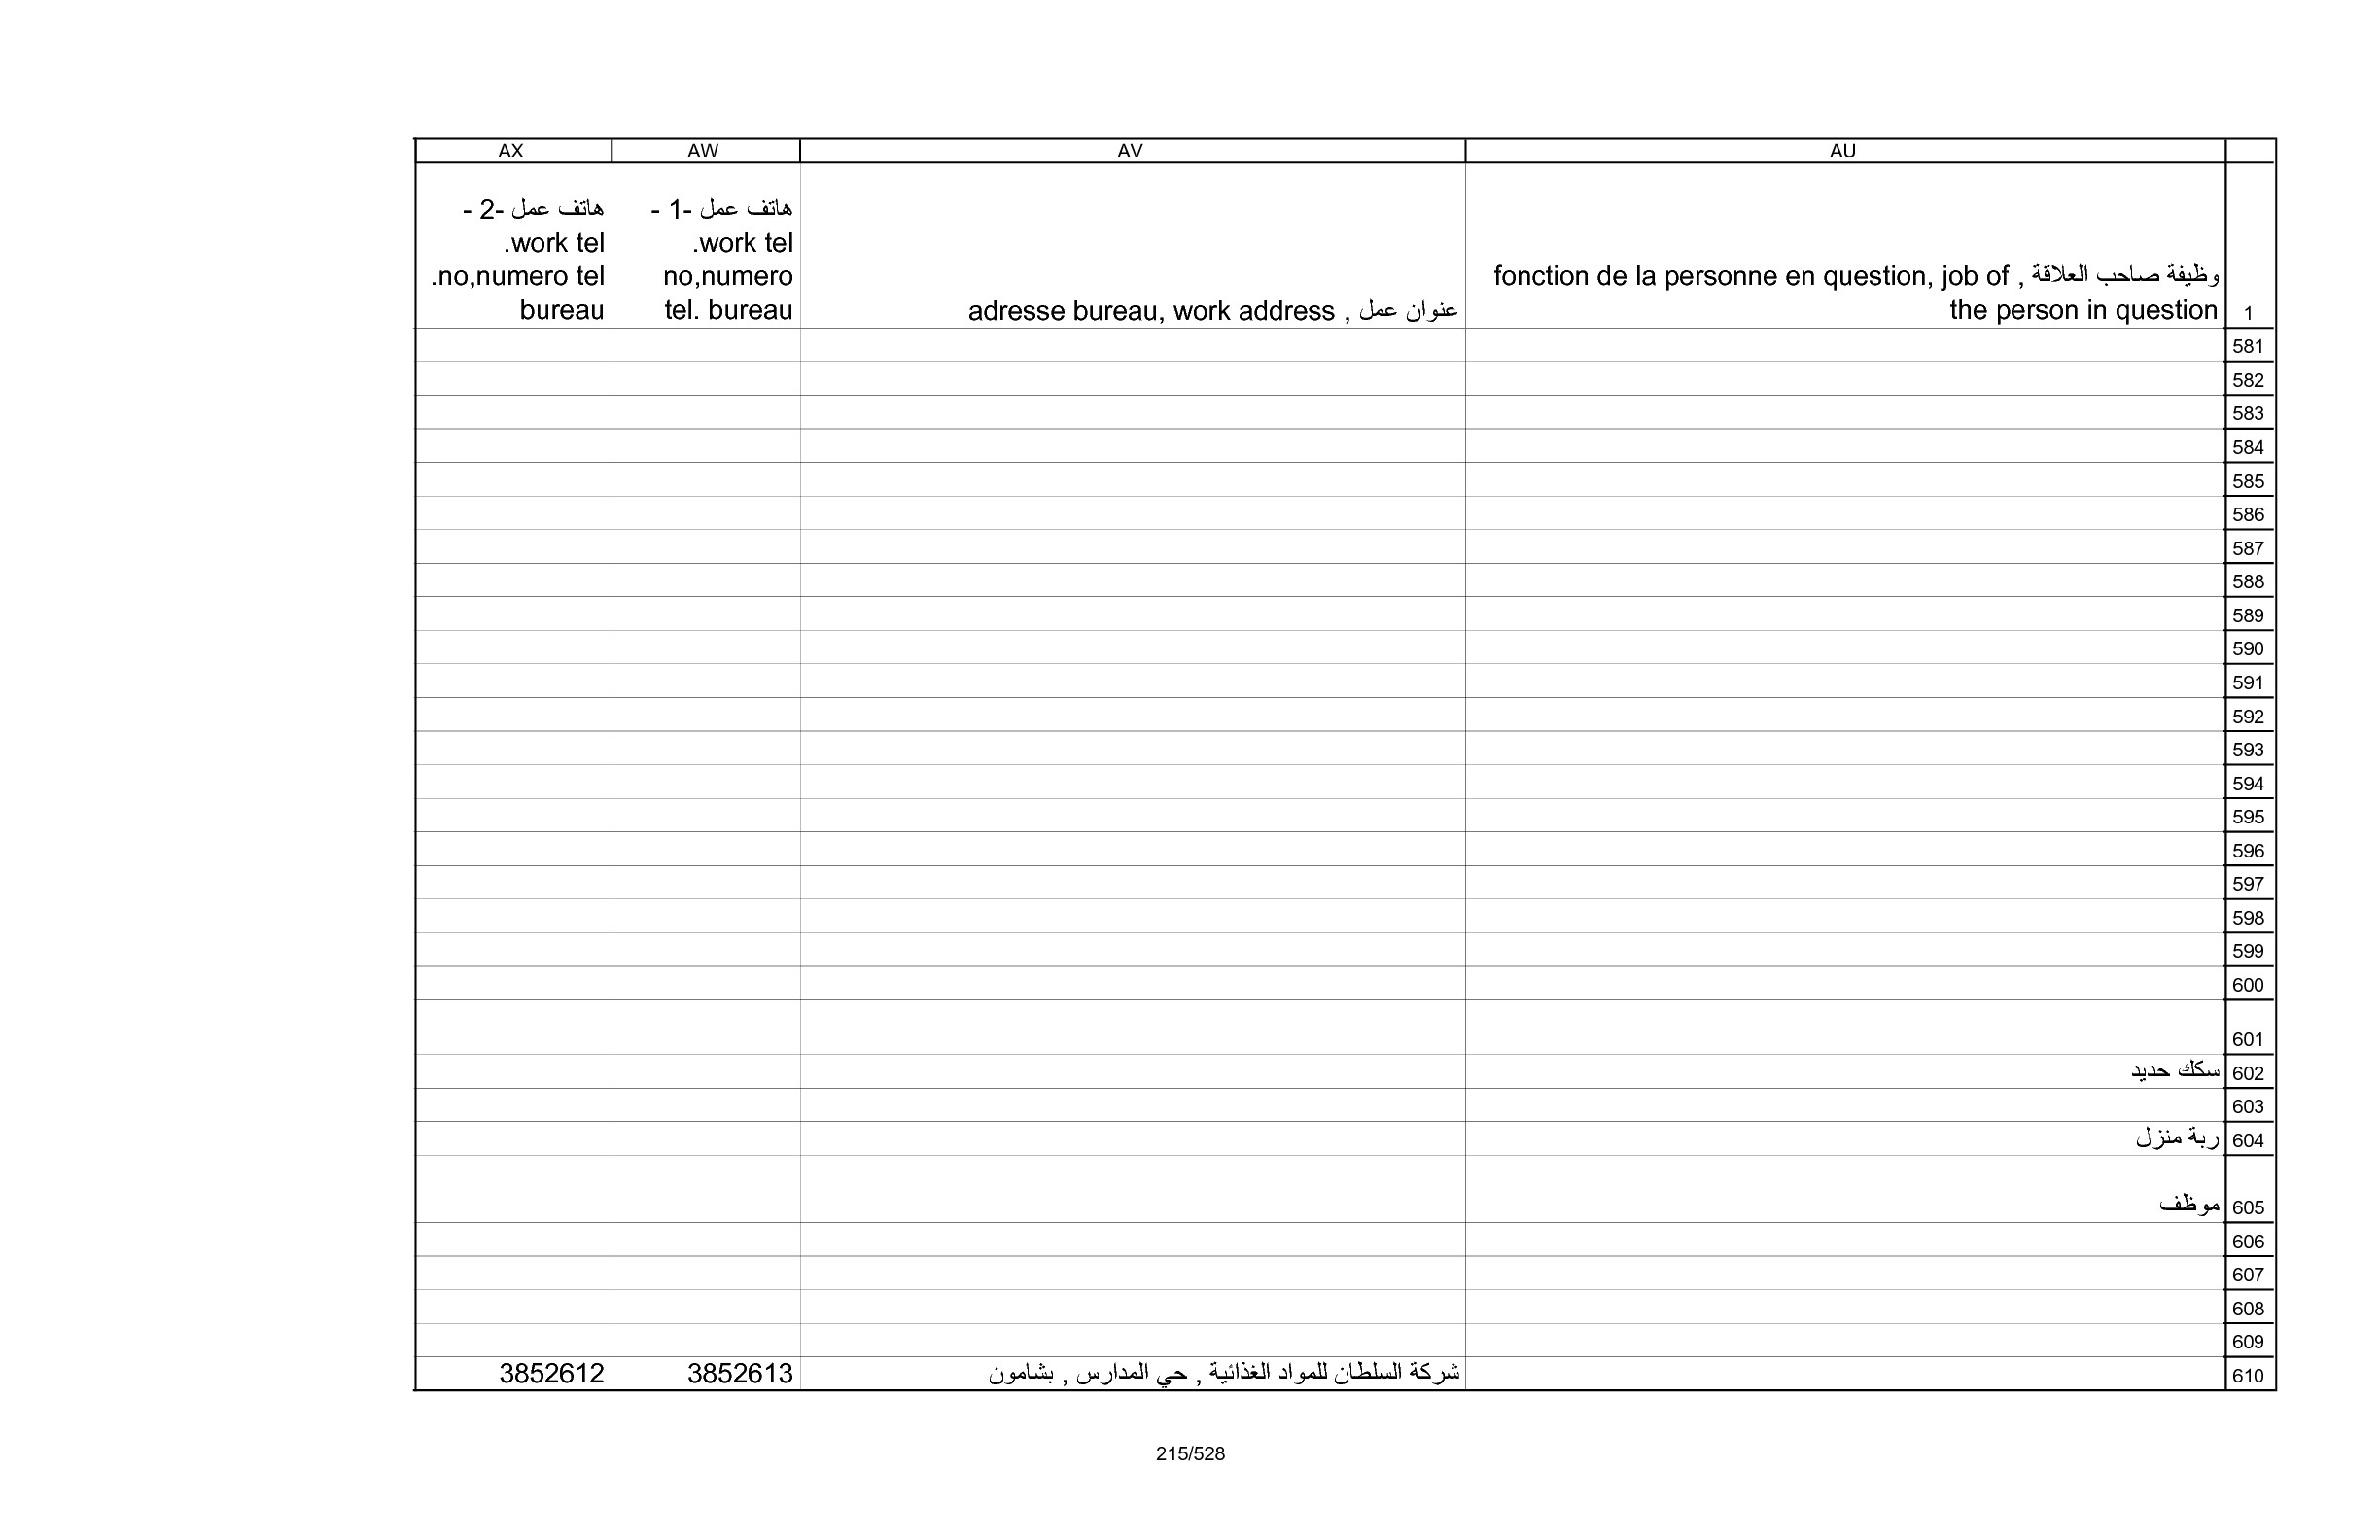 AU AV AW AX
وظيفة صاحب العلاقة , fonction de la personne en question, job of
the person in question
عنوان عمل , adresse bureau, work address
هاتف عمل -1 -
work tel.
no,numero
tel. bureau
هاتف عمل -2 -
work tel.
no,numero tel.
bureau
1
581
582
583
584
585
586
587
588
589
590
591
592
593
594
595
596
597
598
599
600
601
602 سكك حديد
603
604 ربة منزل
605 موظف
606
607
608
609
610 شركة السلطان للمواد الغذائية , حي المدارس , بشامون 3852613 3852612
215/528